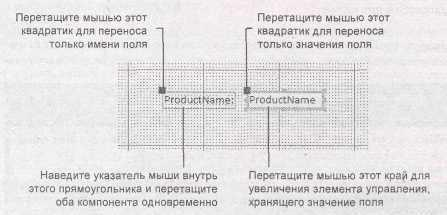 Перетащите мышью этот
квадратик для переноса
только имени поля
Перетащите мышью этот
квадратик для переноса
только значения поля
ProductName:
ProductName
Наведите указатель мыши внутрь
этого прямоугольника и перетащите
оба компонента одновременно
Перетащите мышью этот край для
увеличения элемента управления,
хранящего значение поля